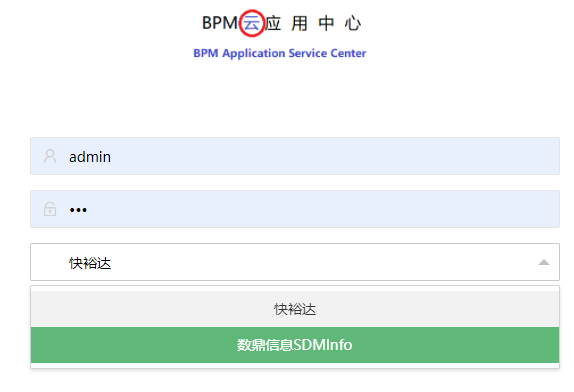 BPM云应用中心
BPM Application Service Center
admin
•••
快裕达
快裕达
数鼎信息SDMInfo